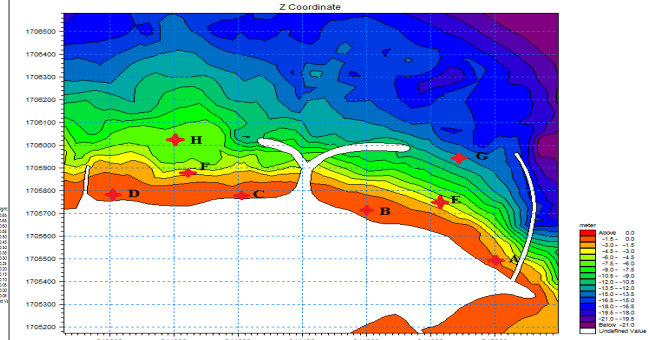 Z Coordinate
1706500
1706400
1706300
1706200
1706100
1706000
1705900
1705800
1705700
1705600
1705500
1705400
1705300
1705200
H
F
G
D
C
B
E
A
meter
Above 0.0
-1.5 - 0.0
-3.0 - -1.5
-4.5 - -3.0
-6.0 - -4.5
-7.5 - -6.0
-9.0 - -7.5
-10.5 - -9.0
-12.0 - -10.5
-13.5 - -12.0
-15.0 - -13.5
-16.5 - -15.0
-18.0 - -16.5
-19.5 - -18.0
-21.0 - -19.5
Below -21.0
Undefined Value